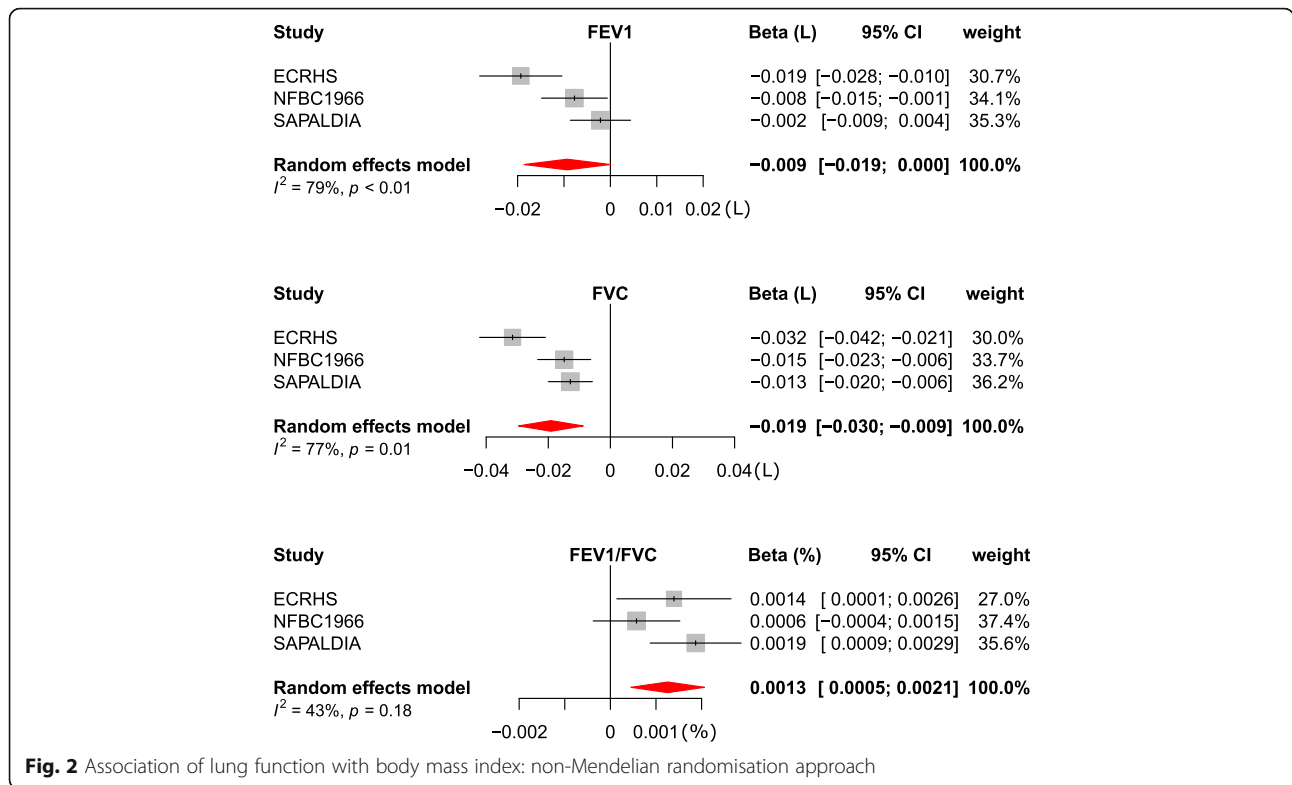 Study FEV1 Beta (L) 95% CI weight
ECRHS −0.019 [−0.028; −0.010] 30.7%
NFBC1966 −0.008 [−0.015; −0.001] 34.1%
SAPALDIA −0.002 [−0.009; 0.004] 35.3%
Random effects model −0.009 [−0.019; 0.000] 100.0%
I² = 79%, p < 0.01
−0.02 0 0.01 0.02 (L)
Study FVC Beta (L) 95% CI weight
ECRHS −0.032 [−0.042; −0.021] 30.0%
NFBC1966 −0.015 [−0.023; −0.006] 33.7%
SAPALDIA −0.013 [−0.020; −0.006] 36.2%
Random effects model −0.019 [−0.030; −0.009] 100.0%
I² = 77%, p = 0.01
−0.04 −0.02 0 0.02 0.04 (L)
Study FEV1/FVC Beta (%) 95% CI weight
ECRHS 0.0014 [ 0.0001; 0.0026] 27.0%
NFBC1966 0.0006 [−0.0004; 0.0015] 37.4%
SAPALDIA 0.0019 [ 0.0009; 0.0029] 35.6%
Random effects model 0.0013 [ 0.0005; 0.0021] 100.0%
I² = 43%, p = 0.18
−0.002 0 0.001 (%)
Fig. 2 Association of lung function with body mass index: non-Mendelian randomisation approach